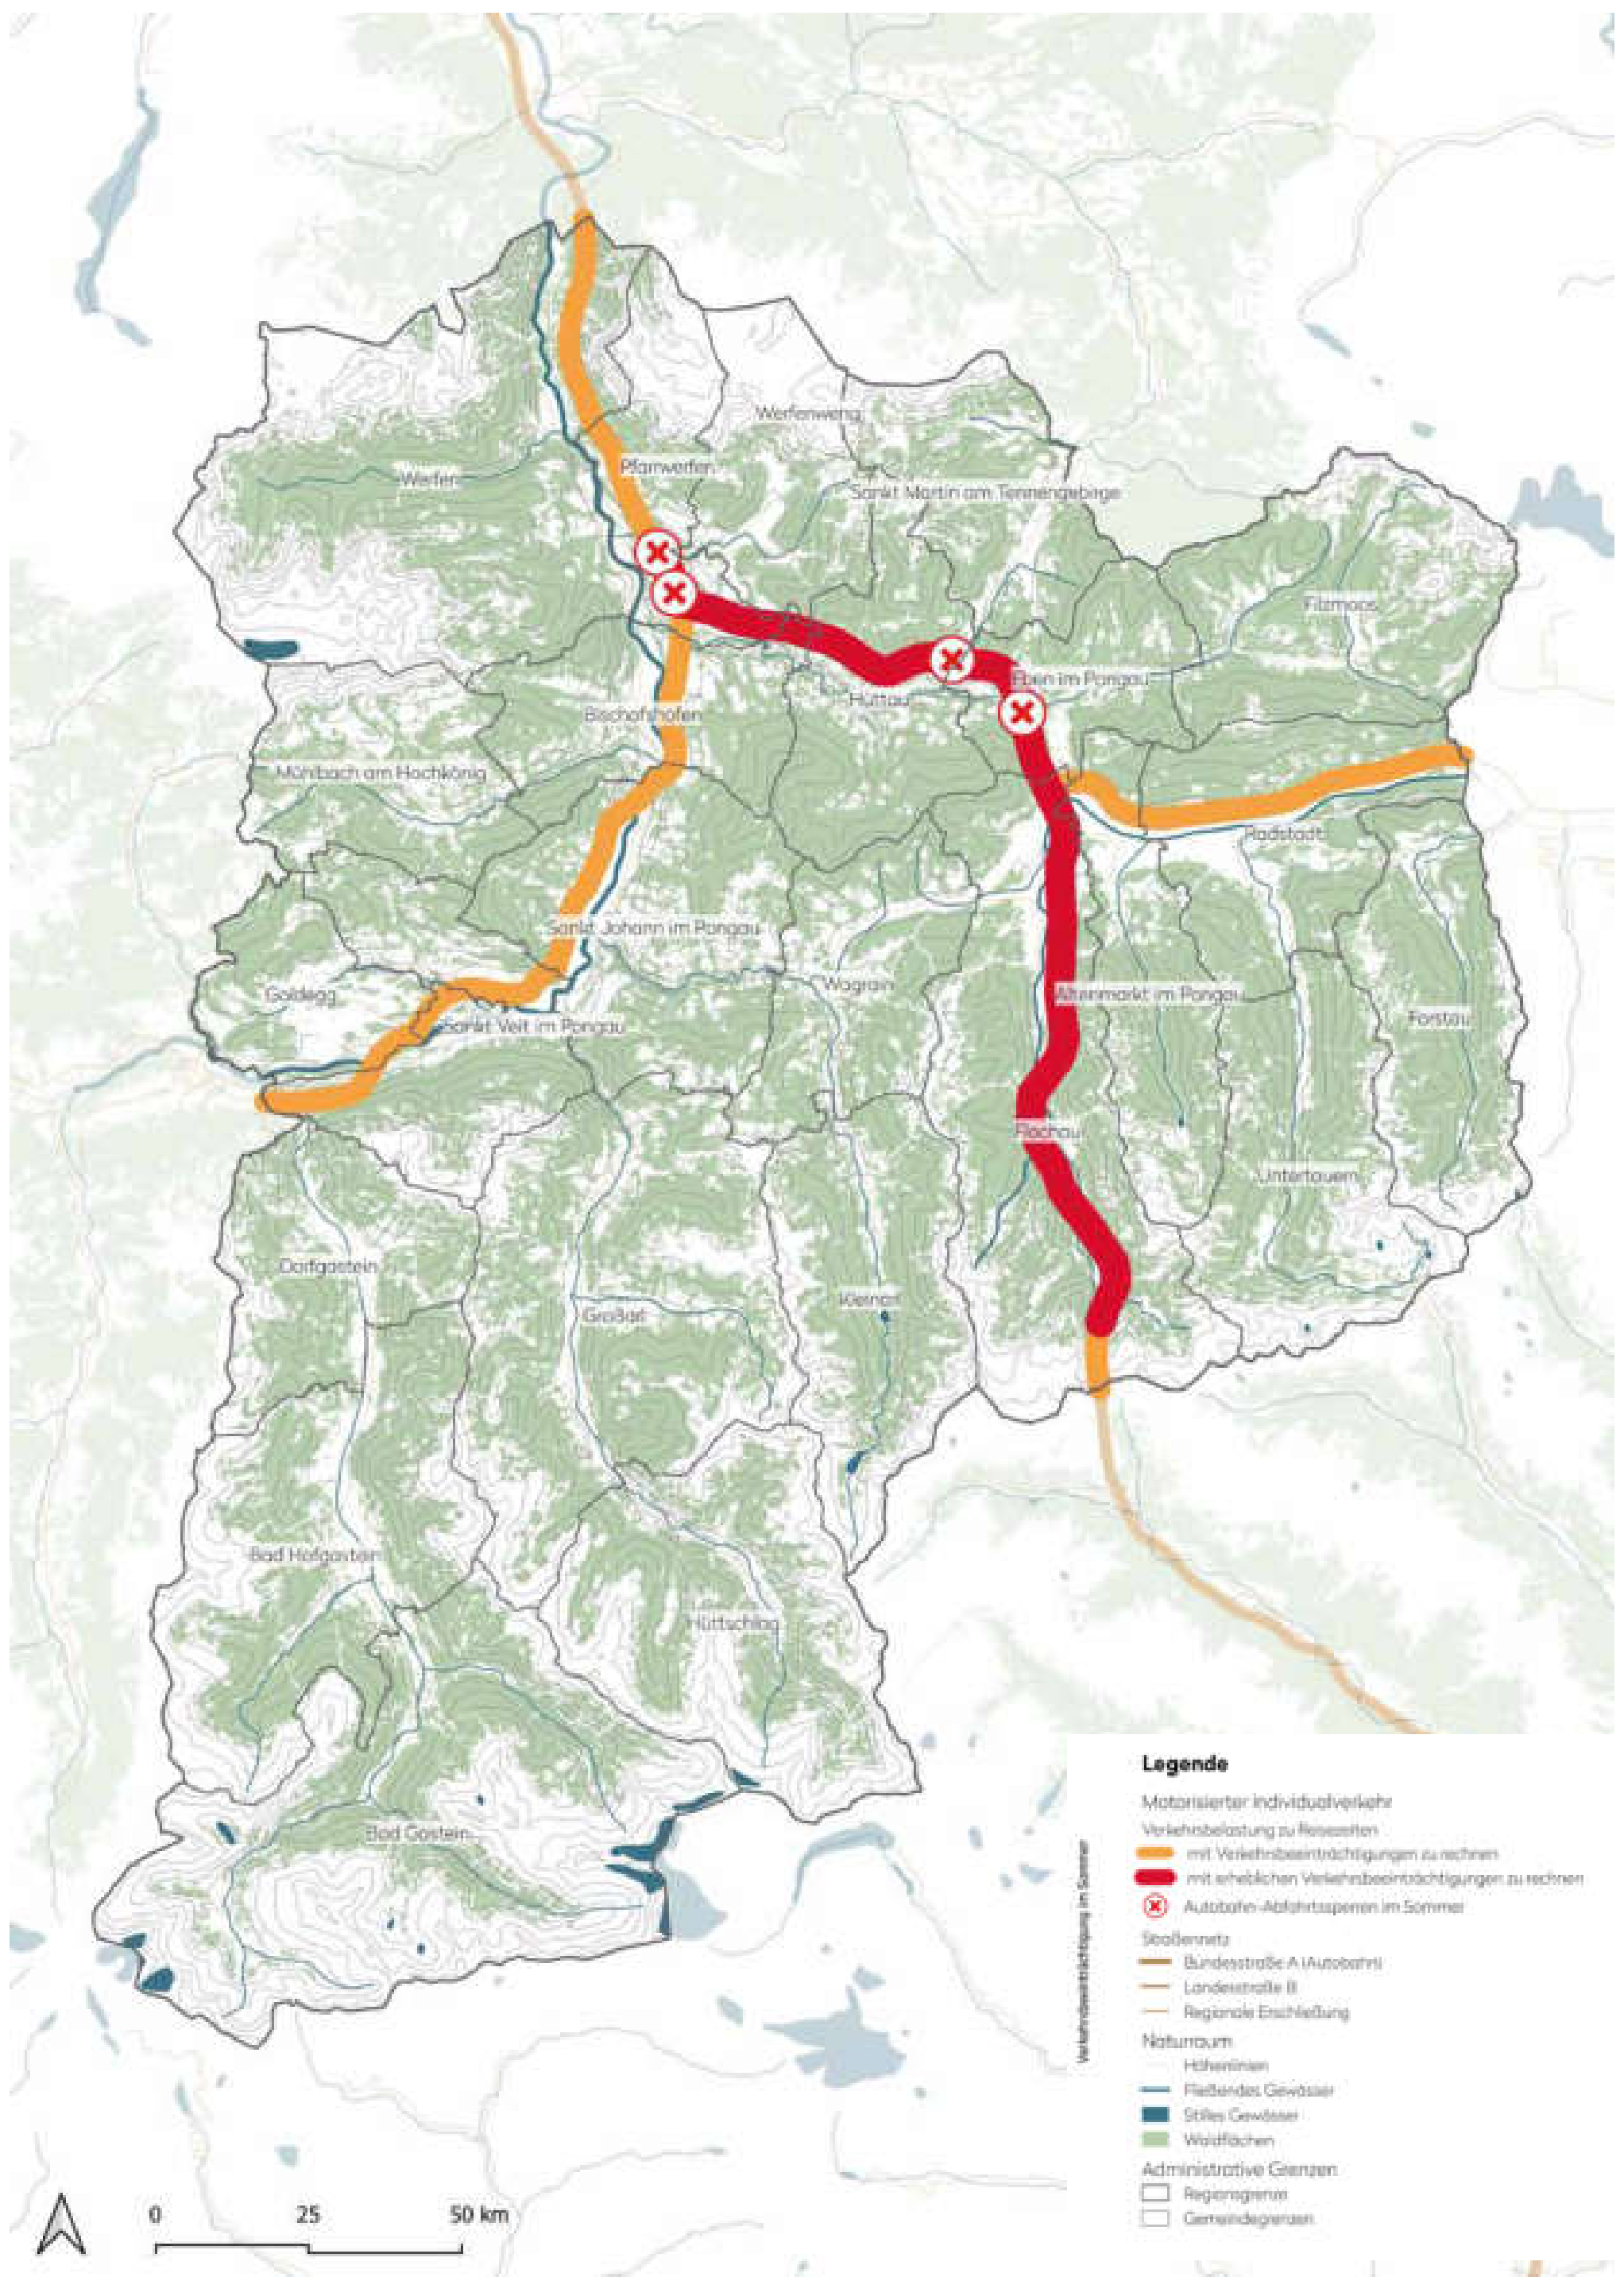 Werfenweng
Pfarrwerfen
Werfen
Sankt Martin am Tennengebirge
Filzmoos
Eben im Pongau
Hüttau
Bischofshofen
Mühlbach am Hochkönig
Radstadt
Sankt Johann im Pongau
Wagrain
Goldegg
Altenmarkt im Pongau
Forstau
Sankt Veit im Pongau
Flachau
Untertauern
Dorfgastein
Kleinarl
Großarl
Bad Hofgastein
Hüttschlag
Bad Gastein
Legende
Motorisierter Individualverkehr
Verkehrsbelastung zu Reisezeiten
mit Verkehrsbeeinträchtigungen zu rechnen
mit erheblichen Verkehrsbeeinträchtigungen zu rechnen
Autobahn-Abfahrtssperren im Sommer
Straßennetz
Bundesstraße A (Autobahn)
Landesstraße B
Regionale Erschließung
Naturraum
Höhenlinien
Fließendes Gewässer
Stilles Gewässer
Waldflächen
Administrative Grenzen
Regionsgrenze
Gemeindegrenzen
Verkehrsbeeinträchtigung im Sommer
0 25 50 km